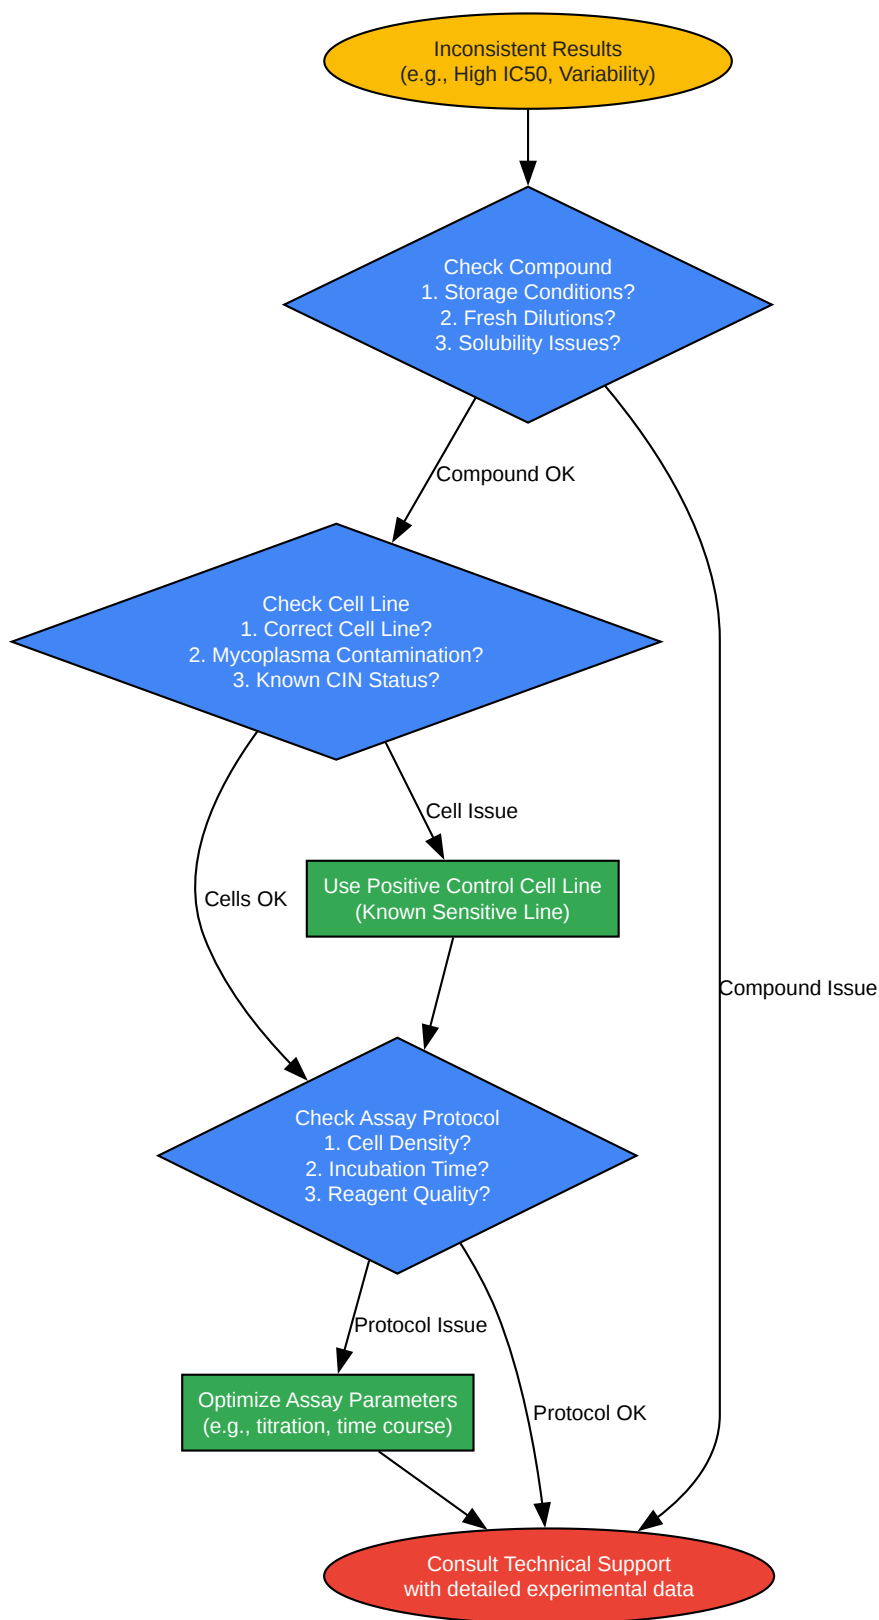 Inconsistent Results
(e.g., High IC50, Variability)
Check Compound
1. Storage Conditions?
2. Fresh Dilutions?
3. Solubility Issues?
Compound OK
Check Cell Line
1. Correct Cell Line?
2. Mycoplasma Contamination?
3. Known CIN Status?
Cell Issue
Use Positive Control Cell Line
(Known Sensitive Line)
Cells OK
Compound Issue
Check Assay Protocol
1. Cell Density?
2. Incubation Time?
3. Reagent Quality?
Protocol Issue
Optimize Assay Parameters
(e.g., titration, time course)
Protocol OK
Consult Technical Support
with detailed experimental data